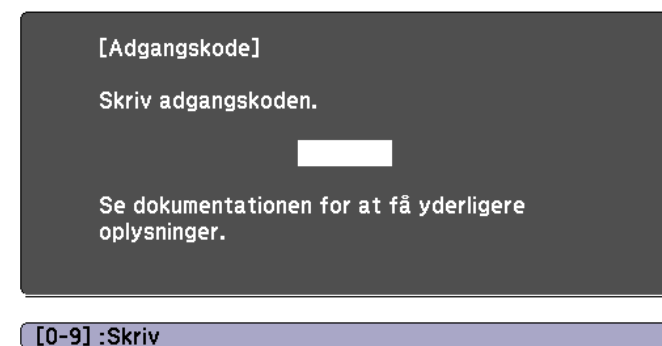 [Adgangskode]
Skriv adgangskoden.
Se dokumentationen for at få yderligere
oplysninger.
[0-9] :Skriv